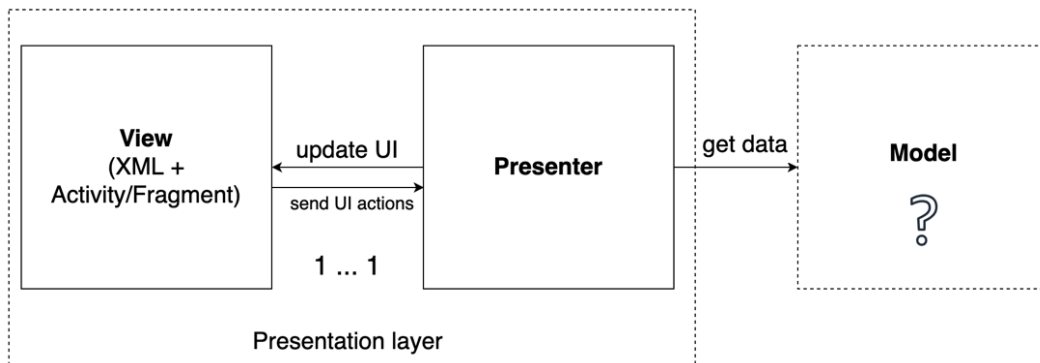 View
(XML +
Activity/Fragment)
update UI
send UI actions
1 ... 1
Presenter
get data
Model
?
Presentation layer